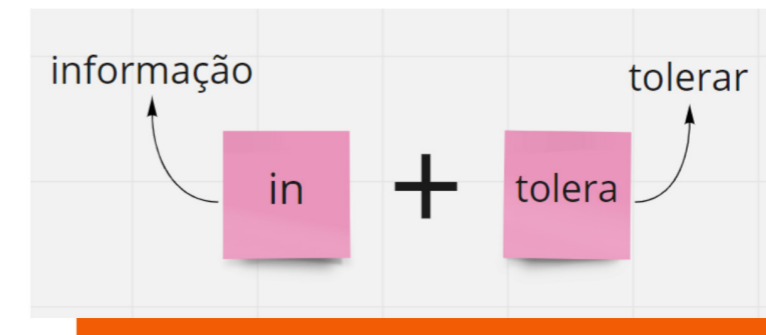 informação
tolerar
in + tolera